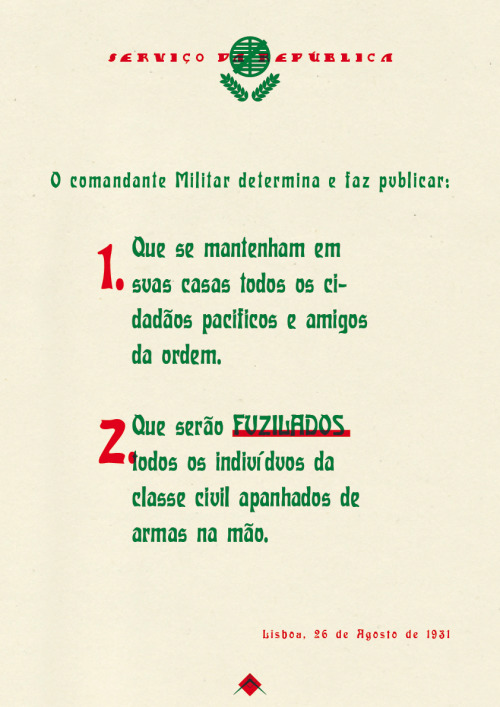 SERVIÇO DA REPÚBLICA
O comandante Militar determina e faz publicar:
1. Que se mantenham em
suas casas todos os ci-
dadãos pacificos e amigos
da ordem.
2. Que serão FUZILADOS
todos os indivíduos da
classe civil apanhados de
armas na mão.
Lisboa, 26 de Agosto de 1931